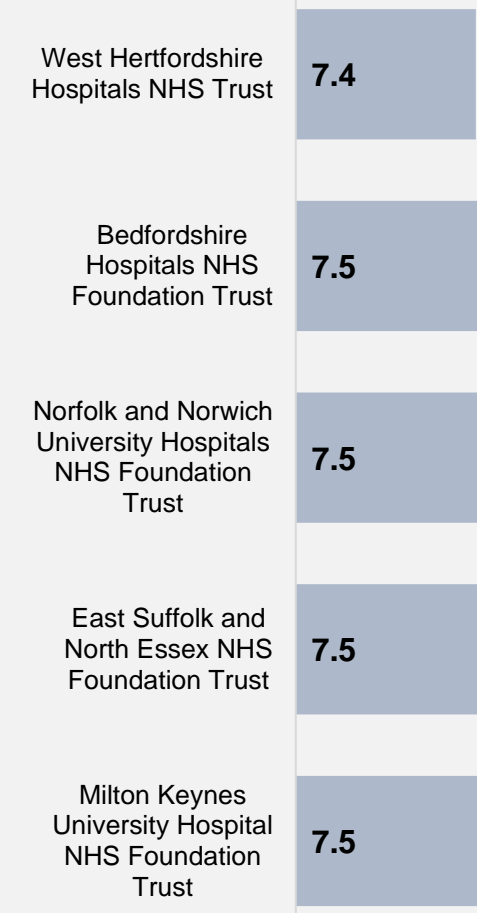 West Hertfordshire
Hospitals NHS Trust
7.4
Bedfordshire
Hospitals NHS
Foundation Trust
7.5
Norfolk and Norwich
University Hospitals
NHS Foundation
Trust
7.5
East Suffolk and
North Essex NHS
Foundation Trust
7.5
Milton Keynes
University Hospital
NHS Foundation
Trust
7.5